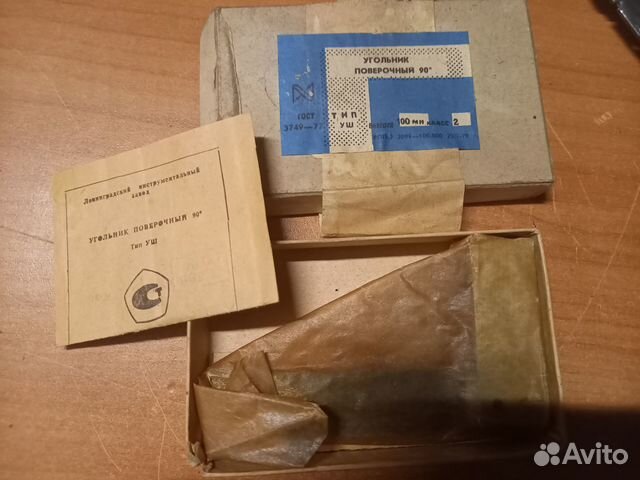 УГОЛЬНИК
ПОВЕРОЧНЫЙ 90°
ГОСТ
3749—77
ТИП
УШ
Высота 100 мм класс 2
Ленинградский инструментальный
завод
УГОЛЬНИК ПОВЕРОЧНЫЙ 90°
Тип УШ
Avito